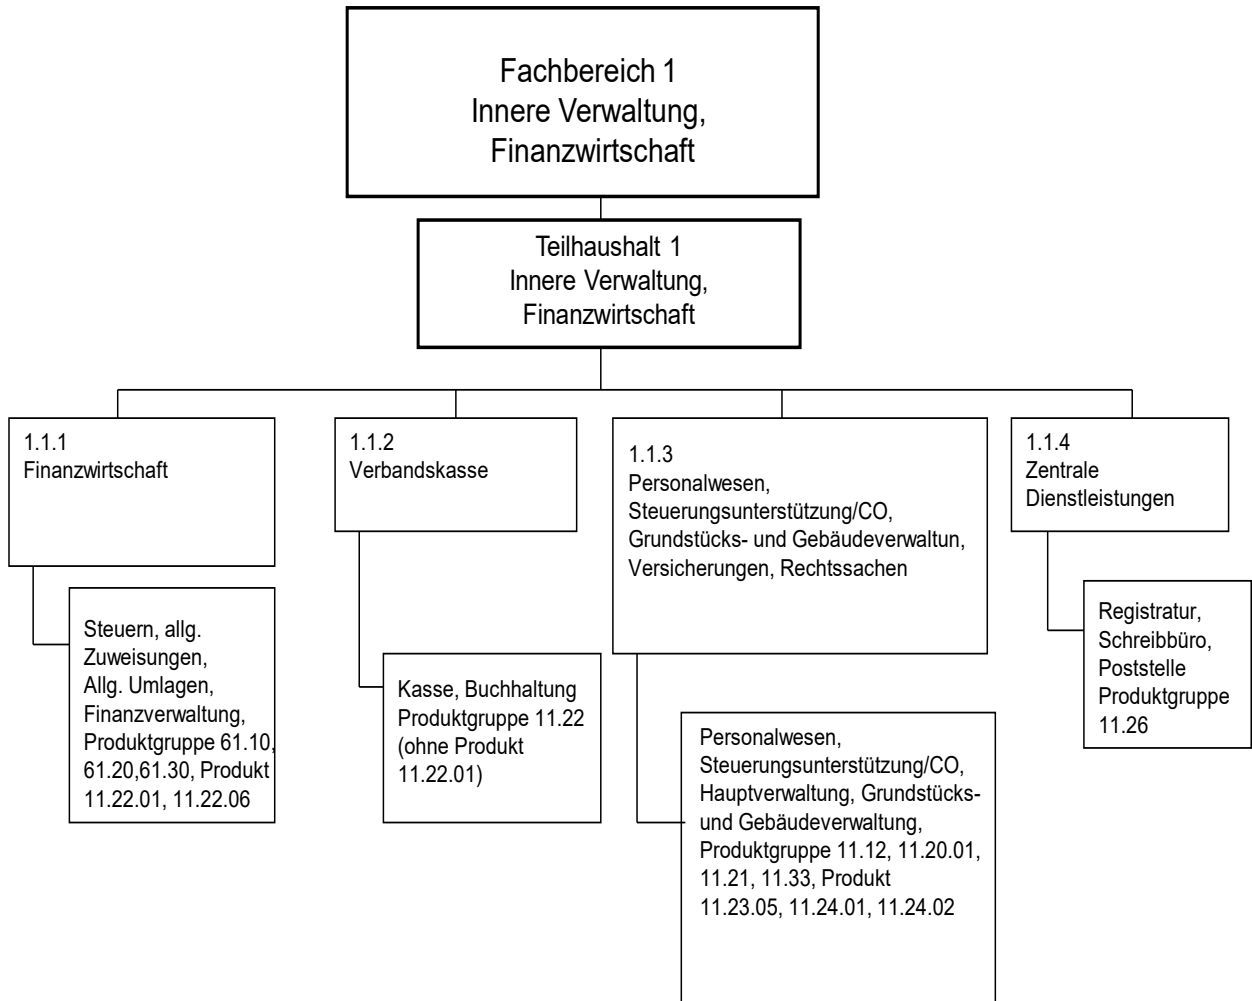 Fachbereich 1
Innere Verwaltung,
Finanzwirtschaft
Teilhaushalt 1
Innere Verwaltung,
Finanzwirtschaft
1.1.1
Finanzwirtschaft
Steuern, allg.
Zuweisungen,
Allg. Umlagen,
Finanzverwaltung,
Produktgruppe 61.10,
61.20,61.30, Produkt
11.22.01, 11.22.06
1.1.2
Verbandskasse
Kasse, Buchhaltung
Produktgruppe 11.22
(ohne Produkt
11.22.01)
1.1.3
Personalwesen,
Steuerungsunterstützung/CO,
Grundstücks- und Gebäudeverwaltun,
Versicherungen, Rechtssachen
Personalwesen,
Steuerungsunterstützung/CO,
Hauptverwaltung, Grundstücks-
und Gebäudeverwaltung,
Produktgruppe 11.12, 11.20.01,
11.21, 11.33, Produkt
11.23.05, 11.24.01, 11.24.02
1.1.4
Zentrale
Dienstleistungen
Registratur,
Schreibbüro,
Poststelle
Produktgruppe
11.26